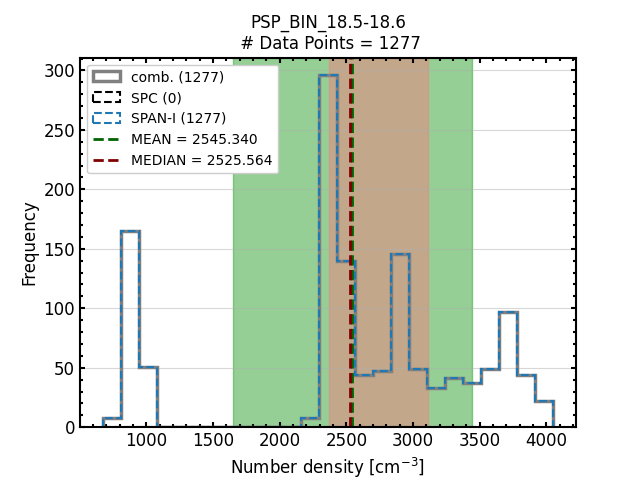 PSP_BIN_18.5-18.6
# Data Points = 1277
comb. (1277)
SPC (0)
SPAN-I (1277)
MEAN = 2545.340
MEDIAN = 2525.564
Frequency
300
250
200
150
100
50
0
1000 1500 2000 2500 3000 3500 4000
Number density [cm⁻³]